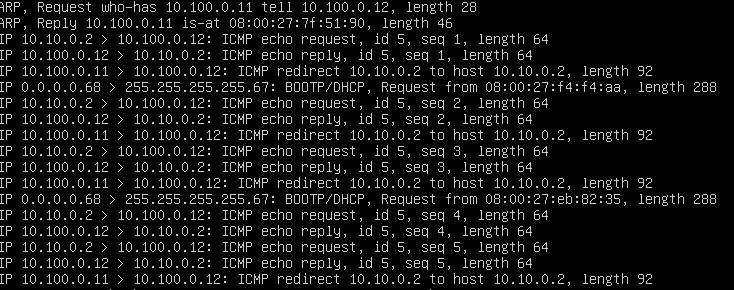 ARP, Request who-has 10.100.0.11 tell 10.100.0.12, length 28
ARP, Reply 10.100.0.11 is-at 08:00:27:7f:51:90, length 46
IP 10.10.0.2 > 10.100.0.12: ICMP echo request, id 5, seq 1, length 64
IP 10.100.0.12 > 10.10.0.2: ICMP echo reply, id 5, seq 1, length 64
IP 10.100.0.11 > 10.100.0.12: ICMP redirect 10.10.0.2 to host 10.10.0.2, length 92
IP 0.0.0.0.68 > 255.255.255.255.67: BOOTP/DHCP, Request from 08:00:27:f4:f4:aa, length 288
IP 10.10.0.2 > 10.100.0.12: ICMP echo request, id 5, seq 2, length 64
IP 10.100.0.12 > 10.10.0.2: ICMP echo reply, id 5, seq 2, length 64
IP 10.100.0.11 > 10.100.0.12: ICMP redirect 10.10.0.2 to host 10.10.0.2, length 92
IP 10.10.0.2 > 10.100.0.12: ICMP echo request, id 5, seq 3, length 64
IP 10.100.0.12 > 10.10.0.2: ICMP echo reply, id 5, seq 3, length 64
IP 10.100.0.11 > 10.100.0.12: ICMP redirect 10.10.0.2 to host 10.10.0.2, length 92
IP 0.0.0.0.68 > 255.255.255.255.67: BOOTP/DHCP, Request from 08:00:27:eb:82:35, length 288
IP 10.10.0.2 > 10.100.0.12: ICMP echo request, id 5, seq 4, length 64
IP 10.100.0.12 > 10.10.0.2: ICMP echo reply, id 5, seq 4, length 64
IP 10.10.0.2 > 10.100.0.12: ICMP echo request, id 5, seq 5, length 64
IP 10.100.0.12 > 10.10.0.2: ICMP echo reply, id 5, seq 5, length 64
IP 10.100.0.11 > 10.100.0.12: ICMP redirect 10.10.0.2 to host 10.10.0.2, length 92